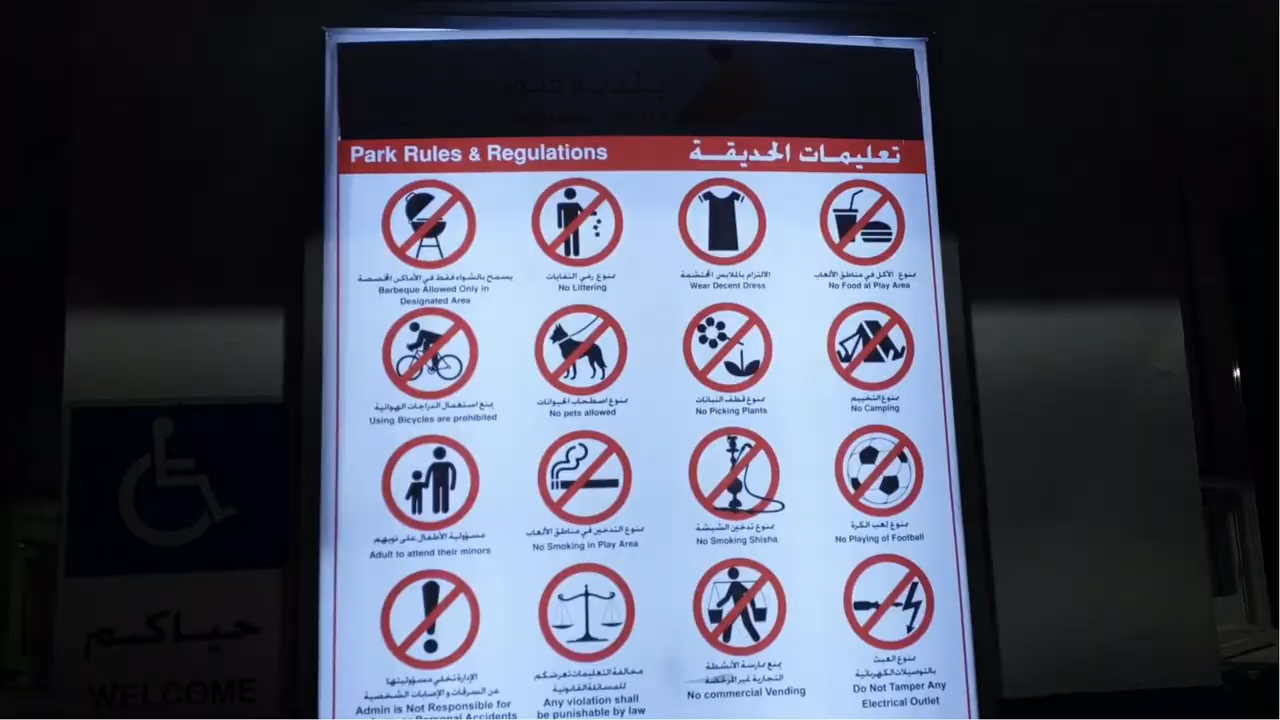 Park Rules & Regulations
تعليمات الحديقة
يسمح بالشواء فقط في الأماكن المخصصة
Barbeque Allowed Only in
Designated Area
ممنوع رمي النفايات
No Littering
الالتزام بالملابس المحتشمة
Wear Decent Dress
ممنوع الأكل في مناطق الألعاب
No Food at Play Area
يمنع استعمال الدراجات الهوائية
Using Bicycles are prohibited
ممنوع اصطحاب الحيوانات
No pets allowed
ممنوع قطف النباتات
No Picking Plants
ممنوع التخييم
No Camping
مسؤولية الأطفال على ذويهم
Adult to attend their minors
ممنوع التدخين في مناطق الألعاب
No Smoking in Play Area
ممنوع تدخين الشيشة
No Smoking Shisha
ممنوع لعب الكرة
No Playing of Football
الإدارة تخلي مسؤوليتها
عن السرقات و الإصابات الشخصية
Admin is Not Responsible for
Personal Accidents
مخالفة التعليمات تعرضكم
للمسائلة القانونية
Any violation shall
be punishable by law
يمنع ممارسة الأنشطة
التجارية غير المرخصة
No commercial Vending
ممنوع العبث
بالتوصيلات الكهربائية
Do Not Tamper Any
Electrical Outlet
حياكم
WELCOME